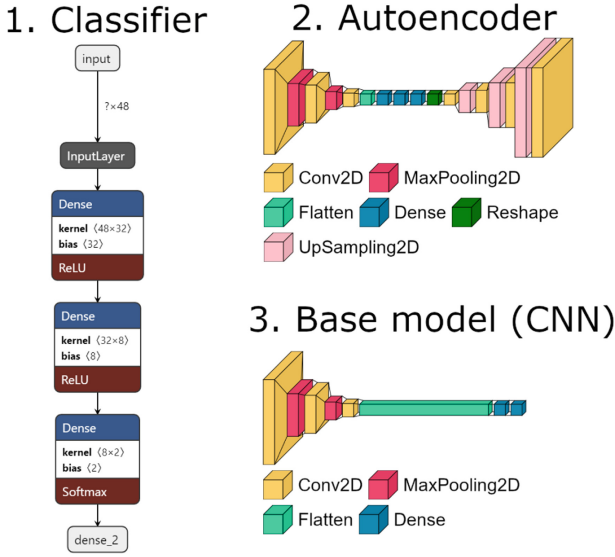 1. Classifier
input
?×48
InputLayer
Dense
kernel ⟨48×32⟩
bias ⟨32⟩
ReLU
Dense
kernel ⟨32×8⟩
bias ⟨8⟩
ReLU
Dense
kernel ⟨8×2⟩
bias ⟨2⟩
Softmax
dense_2
2. Autoencoder
Conv2D MaxPooling2D
Flatten Dense Reshape
UpSampling2D
3. Base model (CNN)
Conv2D MaxPooling2D
Flatten Dense